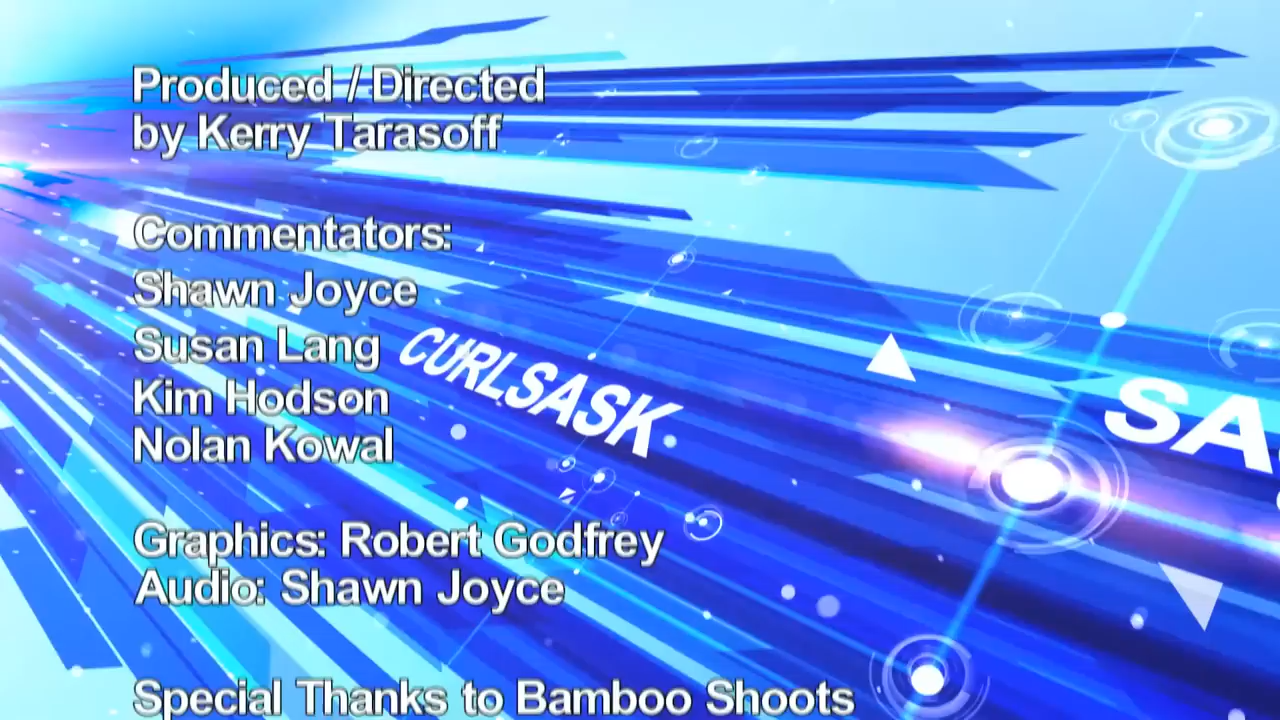 Produced / Directed
by Kerry Tarasoff
Commentators:
Shawn Joyce
Susan Lang
Kim Hodson
Nolan Kowal
CURLSASK
SA
Graphics: Robert Godfrey
Audio: Shawn Joyce
Special Thanks to Bamboo Shoots